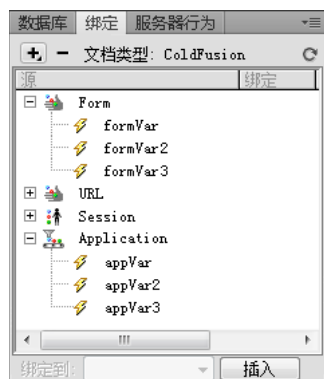 数据库 绑定 服务器行为
文档类型: ColdFusion
源 绑定
Form
formVar
formVar2
formVar3
URL
Session
Application
appVar
appVar2
appVar3
绑定到: 插入